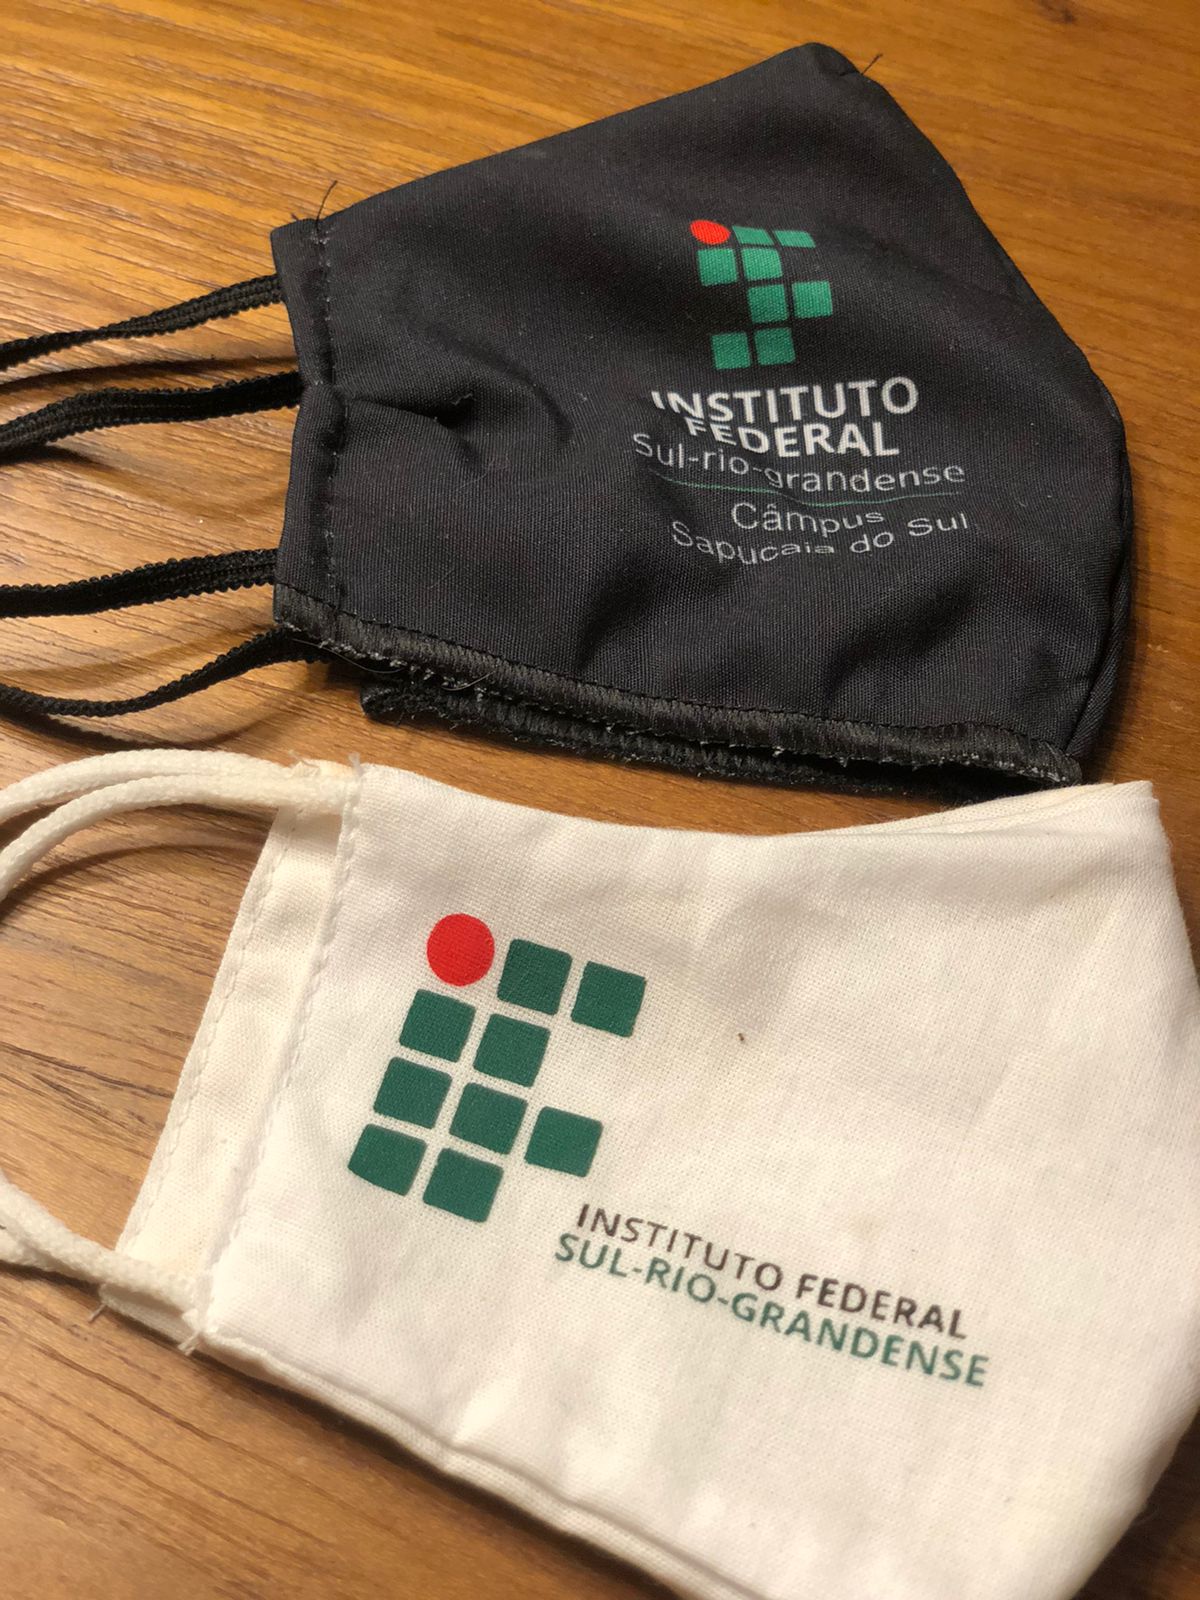 INSTITUTO
FEDERAL
Sul-rio-grandense
Câmpus
Sapucaia do Sul
INSTITUTO FEDERAL
SUL-RIO-GRANDENSE